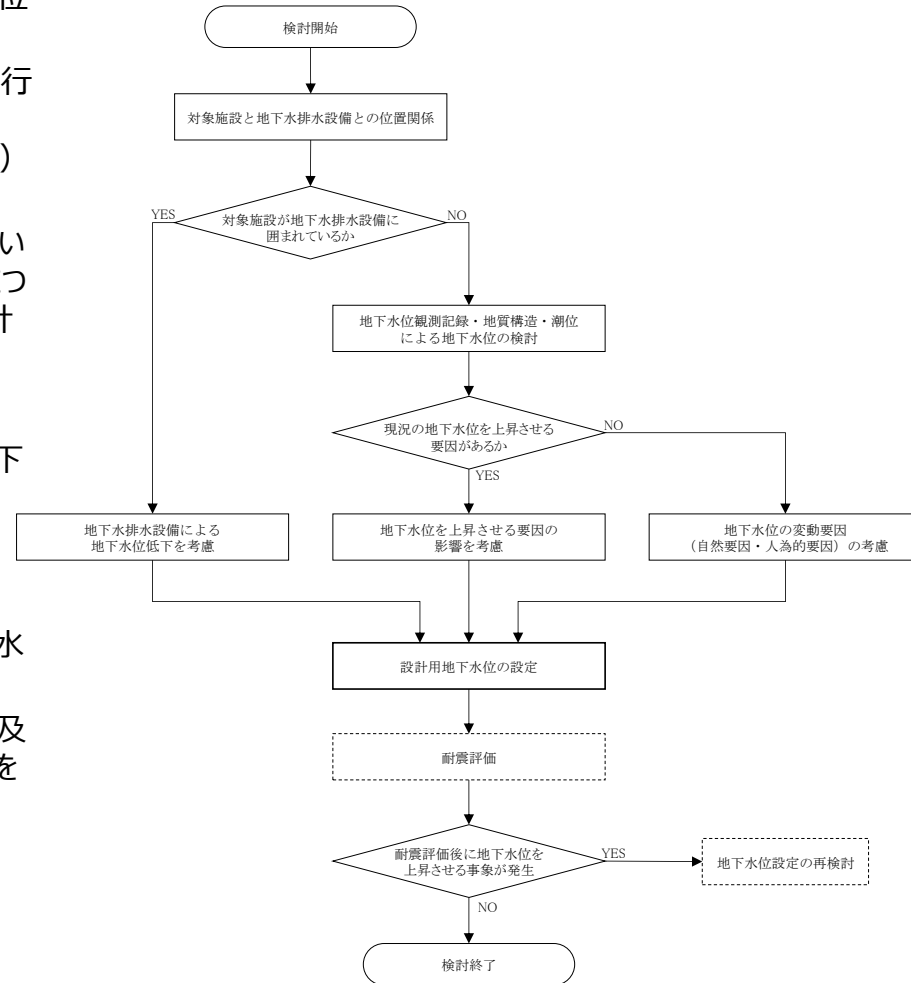 位
行
)
い
つ
計
下
水
及
を
検討開始
対象施設と地下水排水設備との位置関係
対象施設が地下水排水設備に
囲まれているか
YES
NO
地下水位観測記録・地質構造・潮位
による地下水位の検討
現況の地下水位を上昇させる
要因があるか
NO
YES
地下水排水設備による
地下水位低下を考慮
地下水位を上昇させる要因の
影響を考慮
地下水位の変動要因
（自然要因・人為的要因）の考慮
設計用地下水位の設定
耐震評価
耐震評価後に地下水位を
上昇させる事象が発生
YES
地下水位設定の再検討
NO
検討終了